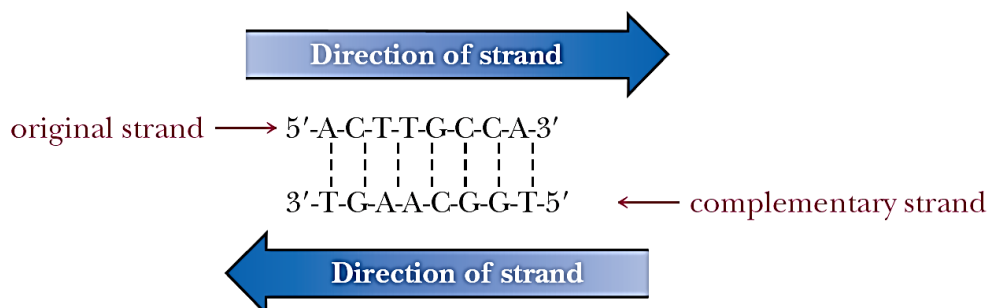 Direction of strand
original strand
5′-A-C-T-T-G-C-C-A-3′
3′-T-G-A-A-C-G-G-T-5′
complementary strand
Direction of strand